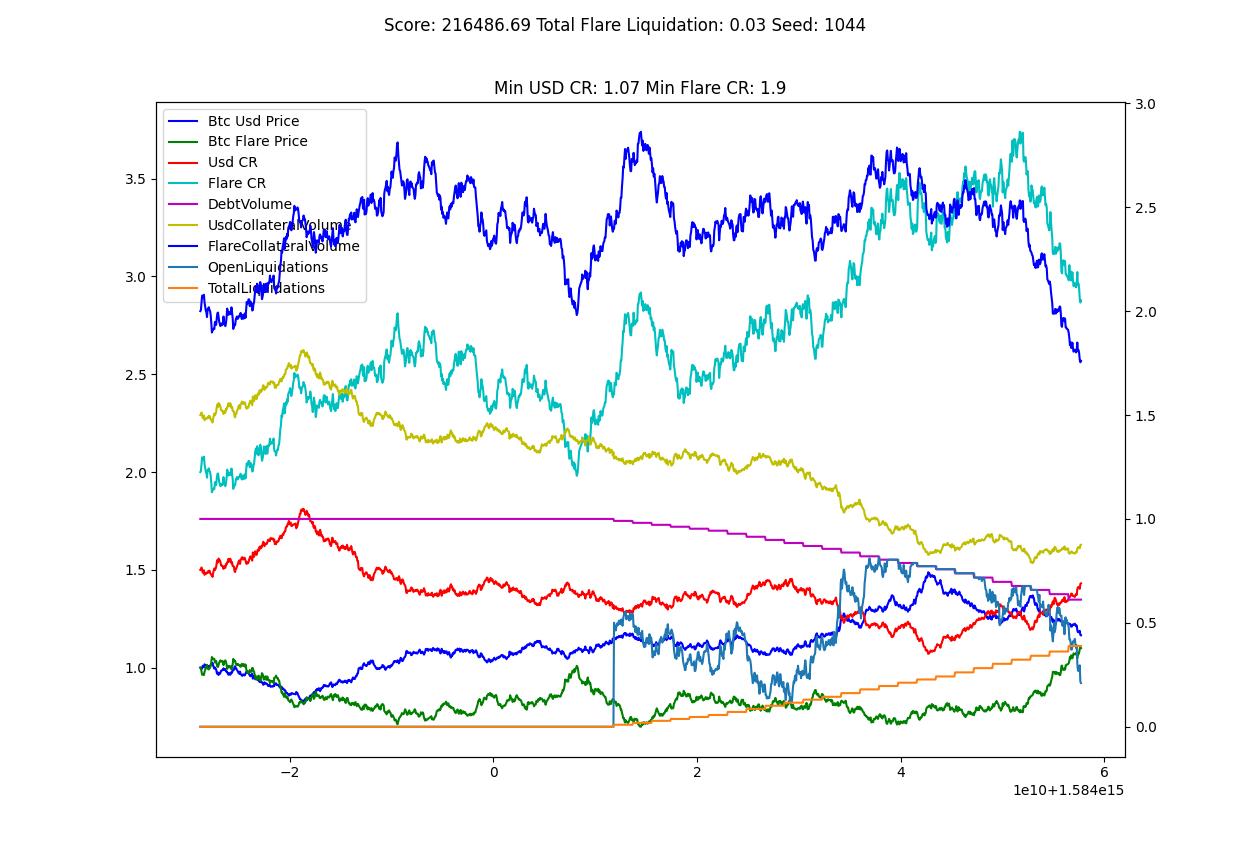 Score: 216486.69 Total Flare Liquidation: 0.03 Seed: 1044
Min USD CR: 1.07 Min Flare CR: 1.9
Btc Usd Price
Btc Flare Price
Usd CR
Flare CR
DebtVolume
UsdCollateralVolume
FlareCollateralVolume
OpenLiquidations
TotalLiquidations
3.5
3.0
2.5
2.0
1.5
1.0
3.0
2.5
2.0
1.5
1.0
0.5
0.0
−2
0
2
4
6
1e10+1.584e15